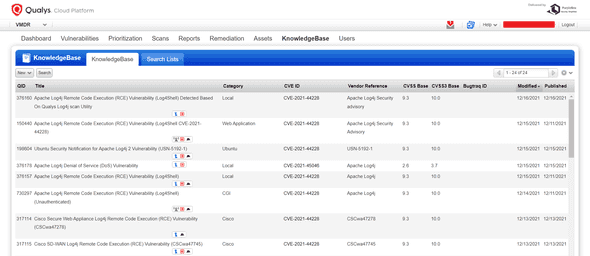 Qualys. Cloud Platform
Powered by
VMDR
Help
Logout
Dashboard Vulnerabilities Prioritization Scans Reports Remediation Assets KnowledgeBase Users
KnowledgeBase KnowledgeBase Search Lists
New Search 1 - 24 of 24
QID Title Category CVE ID Vendor Reference CVSS Base CVSS3 Base Bugtraq ID Modified Published
376160 Apache Log4j Remote Code Execution (RCE) Vulnerability (Log4Shell) Detected Based Local CVE-2021-44228 Apache Log4j Security 9.3 10.0 12/16/2021 12/16/2021
On Qualys Log4j scan Utility advisory
150440 Apache Log4j Remote Code Execution (RCE) Vulnerability (Log4Shell CVE-2021- Web Application CVE-2021-44228 Apache Log4j Security 9.3 10.0 12/15/2021 12/11/2021
44228) Advisory
198604 Ubuntu Security Notification for Apache Log4j 2 Vulnerability (USN-5192-1) Ubuntu CVE-2021-44228 USN-5192-1 9.3 10.0 12/15/2021
376178 Apache Log4j Denial of Service (DoS) Vulnerability Local CVE-2021-45046 Apache Log4j 2.6 3.7 12/15/2021 12/15/2021
376157 Apache Log4j Remote Code Execution (RCE) Vulnerability (Log4Shell) Local CVE-2021-44228 Apache Log4j 9.3 10.0 12/15/2021 12/11/2021
730297 Apache Log4j Remote Code Execution (RCE) Vulnerability (Log4Shell) CGI CVE-2021-44228 Apache Log4j 9.3 10.0 12/14/2021 12/11/2021
(Unauthenticated)
317114 Cisco Secure Web Appliance Log4j Remote Code Execution (RCE) Vulnerability Cisco CVE-2021-44228 CSCwa47278 9.3 10.0 12/13/2021 12/13/2021
(CSCwa47278)
317115 Cisco SD-WAN Log4j Remote Code Execution (RCE) Vulnerability (CSCwa47745) Cisco CVE-2021-44228 CSCwa47745 9.3 10.0 12/13/2021 12/13/2021